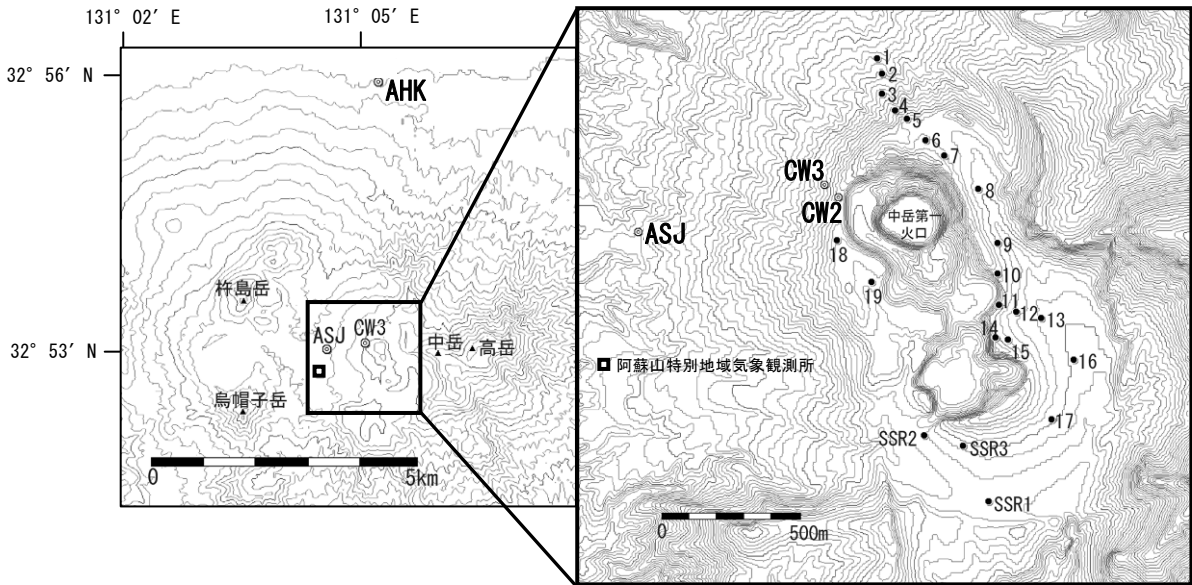 131° 02′ E
131° 05′ E
32° 56′ N
AHK
杵島岳
ASJ
CW3
中岳
高岳
32° 53′ N
烏帽子岳
0
5km
1
2
3
4
5
6
7
CW3
8
CW2
中岳第一
火口
ASJ
18
9
10
19
11
12
13
14
15
阿蘇山特別地域気象観測所
16
17
SSR2
SSR3
SSR1
0
500m